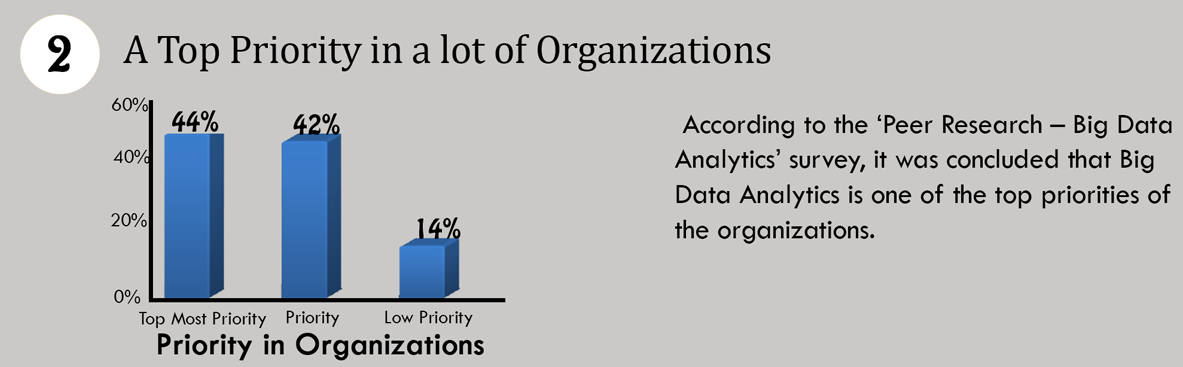 2
A Top Priority in a lot of Organizations
60%
40%
20%
0%
44%
42%
14%
Top Most Priority
Priority
Low Priority
Priority in Organizations
According to the ‘Peer Research – Big Data
Analytics’ survey, it was concluded that Big
Data Analytics is one of the top priorities of
the organizations.